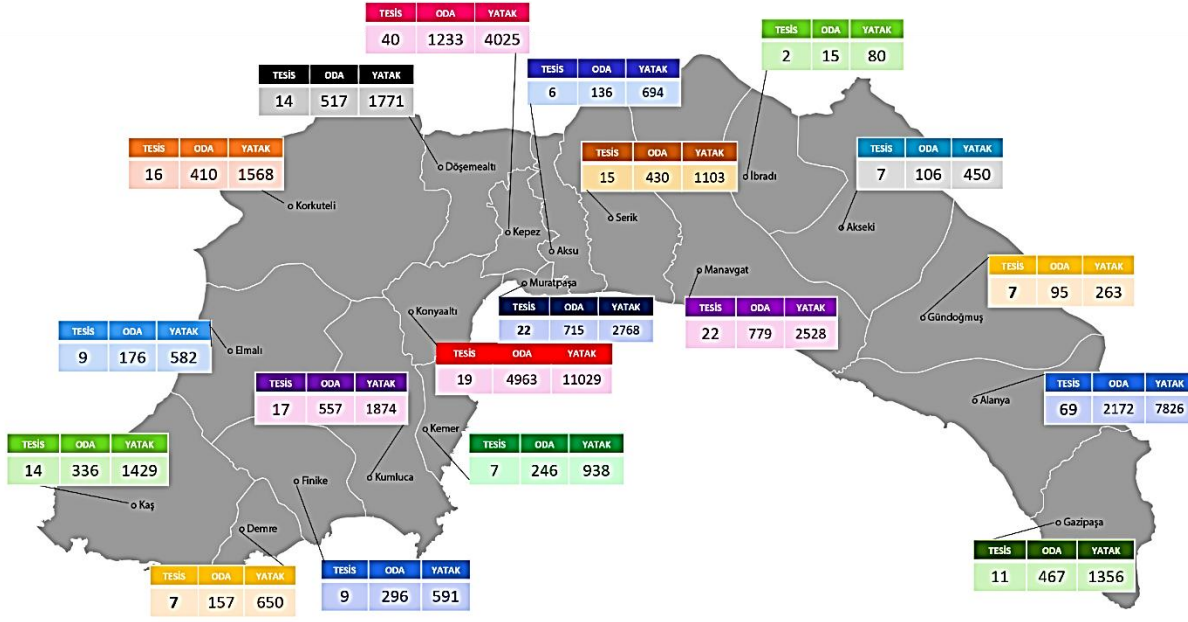 TESİS ODA YATAK
40 1233 4025
TESİS ODA YATAK
2 15 80
TESİS ODA YATAK
14 517 1771
TESİS ODA YATAK
6 136 694
TESİS ODA YATAK
16 410 1568
Korkuteli
Döşemealtı
Kepez
Aksu
TESİS ODA YATAK
15 430 1103
Serik
İbradı
TESİS ODA YATAK
7 106 450
Akseki
Muratpaşa
TESİS ODA YATAK
22 715 2768
Manavgat
TESİS ODA YATAK
22 779 2528
TESİS ODA YATAK
7 95 263
Gündoğmuş
Konyaaltı
TESİS ODA YATAK
19 4963 11029
TESİS ODA YATAK
9 176 582
Elmalı
TESİS ODA YATAK
17 557 1874
Alanya
TESİS ODA YATAK
69 2172 7826
Kemer
TESİS ODA YATAK
7 246 938
TESİS ODA YATAK
14 336 1429
Kaş
Finike
Kumluca
Demre
Gazipaşa
TESİS ODA YATAK
11 467 1356
TESİS ODA YATAK
7 157 650
TESİS ODA YATAK
9 296 591